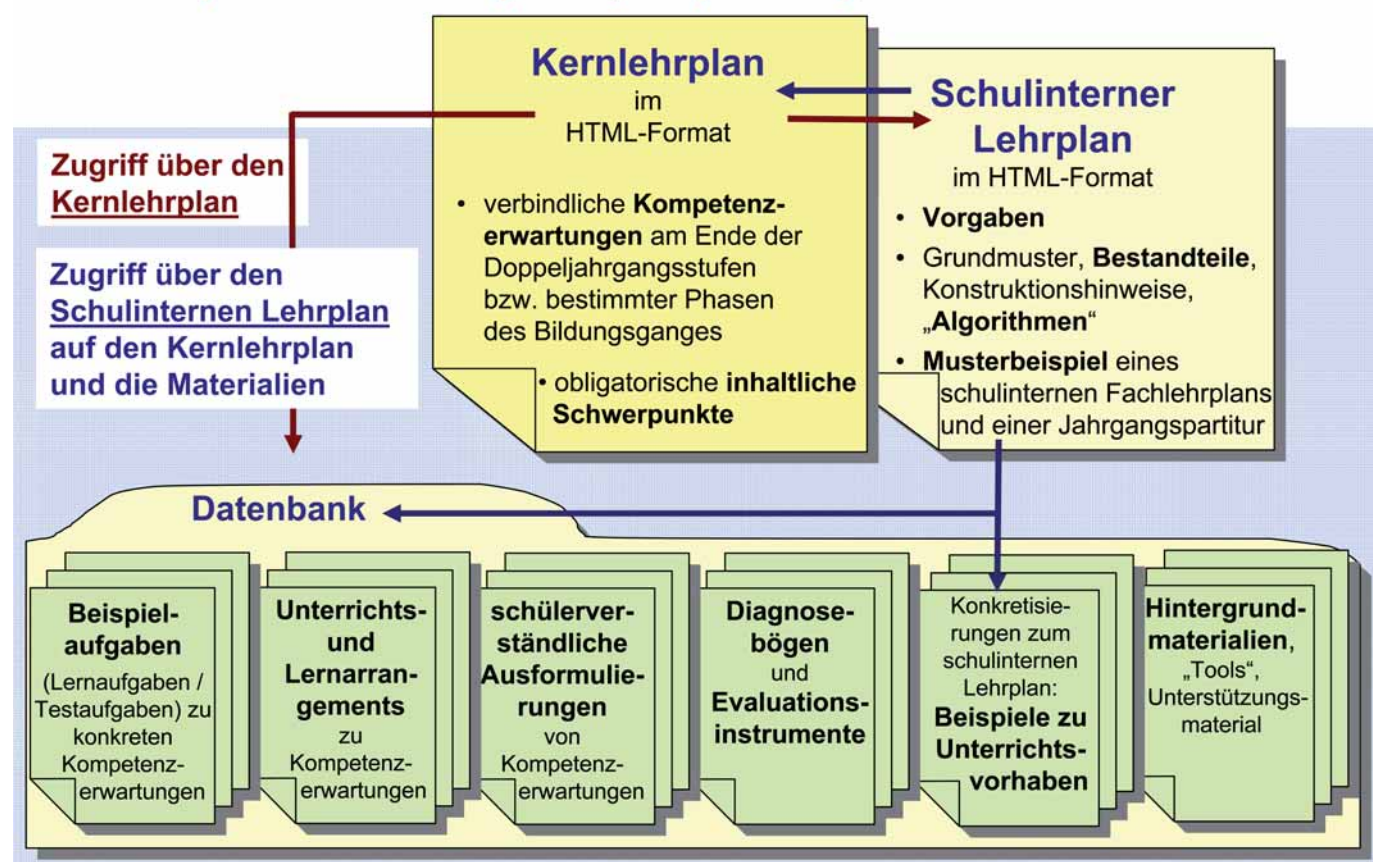 Kernlehrplan
im
HTML-Format
• verbindliche Kompetenz-
erwartungen am Ende der
Doppeljahrgangsstufen
bzw. bestimmter Phasen
des Bildungsganges
• obligatorische inhaltliche
Schwerpunkte
Schulinterner
Lehrplan
im HTML-Format
• Vorgaben
• Grundmuster, Bestandteile,
Konstruktionshinweise,
„Algorithmen“
• Musterbeispiel eines
schulinternen Fachlehrplans
und einer Jahrgangspartitur
Zugriff über den
Kernlehrplan
Zugriff über den
Schulinternen Lehrplan
auf den Kernlehrplan
und die Materialien
Datenbank
Beispiel-
aufgaben
(Lernaufgaben /
Testaufgaben) zu
konkreten
Kompetenz-
erwartungen
Unterrichts-
und
Lernarran-
gements
zu
Kompetenz-
erwartungen
schülerver-
ständliche
Ausformulie-
rungen
von
Kompetenz-
erwartungen
Diagnose-
bögen
und
Evaluations-
instrumente
Konkretisie-
rungen zum
schulinternen
Lehrplan:
Beispiele zu
Unterrichts-
vorhaben
Hintergrund-
materialien,
„Tools“,
Unterstützungs-
material